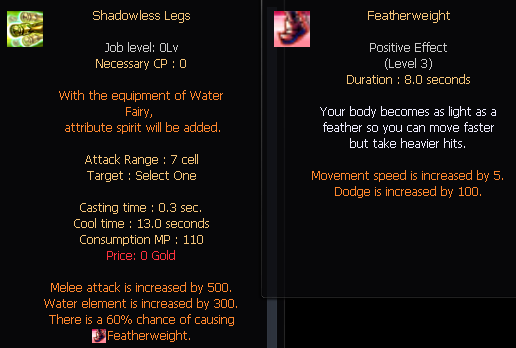 Shadowless Legs
Job level: 0Lv
Necessary CP : 0
With the equipment of Water
Fairy,
attribute spirit will be added.
Attack Range : 7 cell
Target : Select One
Casting time : 0.3 sec.
Cool time : 13.0 seconds
Consumption MP : 110
Price: 0 Gold
Melee attack is increased by 500.
Water element is increased by 300.
There is a 60% chance of causing
Featherweight.
Featherweight
Positive Effect
(Level 3)
Duration : 8.0 seconds
Your body becomes as light as a
feather so you can move faster
but take heavier hits.
Movement speed is increased by 5.
Dodge is increased by 100.